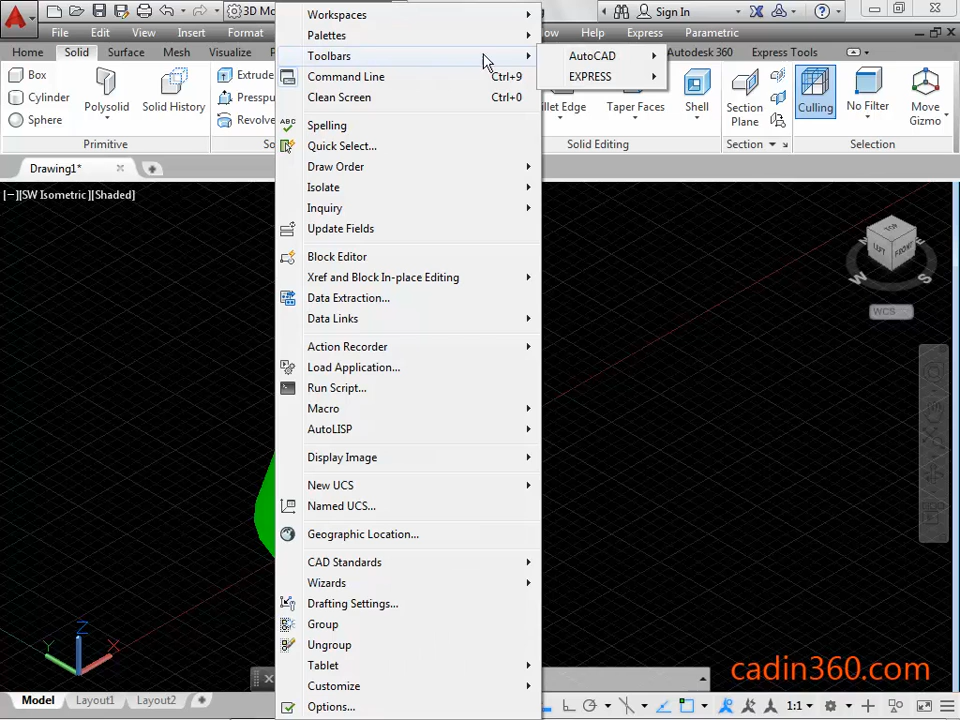 3D Mo
Sign In
File Edit View Insert Format
ow Help Express Parametric
Home Solid Surface Mesh Visualize
Autodesk 360 Express Tools
Box
Cylinder
Sphere
Polysolid
Solid History
Extrude
Presspu
Revolve
Primitive
So
illet Edge
Taper Faces
Shell
Solid Editing
Section
Plane
Section
Culling
No Filter
Move
Gizmo
Selection
Drawing1*
[−][SW Isometric][Shaded]
Workspaces
Palettes
Toolbars
Command Line Ctrl+9
Clean Screen Ctrl+0
ABC
Spelling
Quick Select...
Draw Order
Isolate
Inquiry
Update Fields
Block Editor
Xref and Block In-place Editing
Data Extraction...
Data Links
Action Recorder
Load Application...
Run Script...
Macro
AutoLISP
Display Image
New UCS
Named UCS...
Geographic Location...
CAD Standards
Wizards
Drafting Settings...
Group
Ungroup
Tablet
Customize
Options...
AutoCAD
EXPRESS
TOP
LEFT
FRONT
N
E
W
S
WCS
Z
Y
X
cadin360.com
Model Layout1 Layout2
1:1